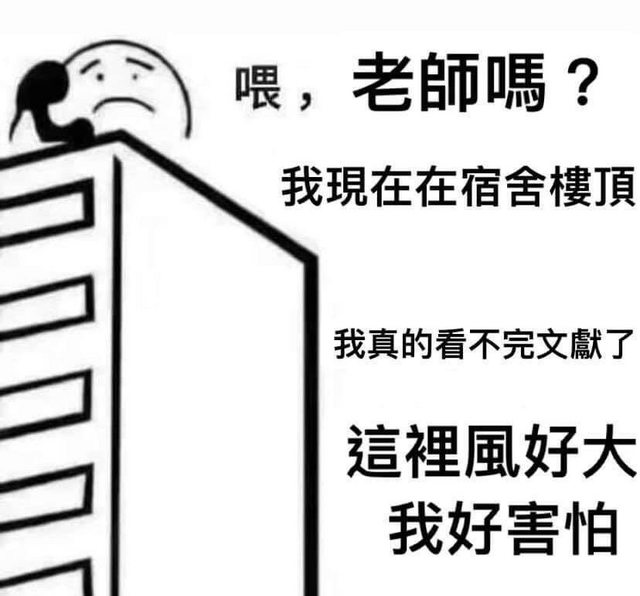 喂，老師嗎？
我現在在宿舍樓頂
我真的看不完文獻了
這裡風好大
我好害怕